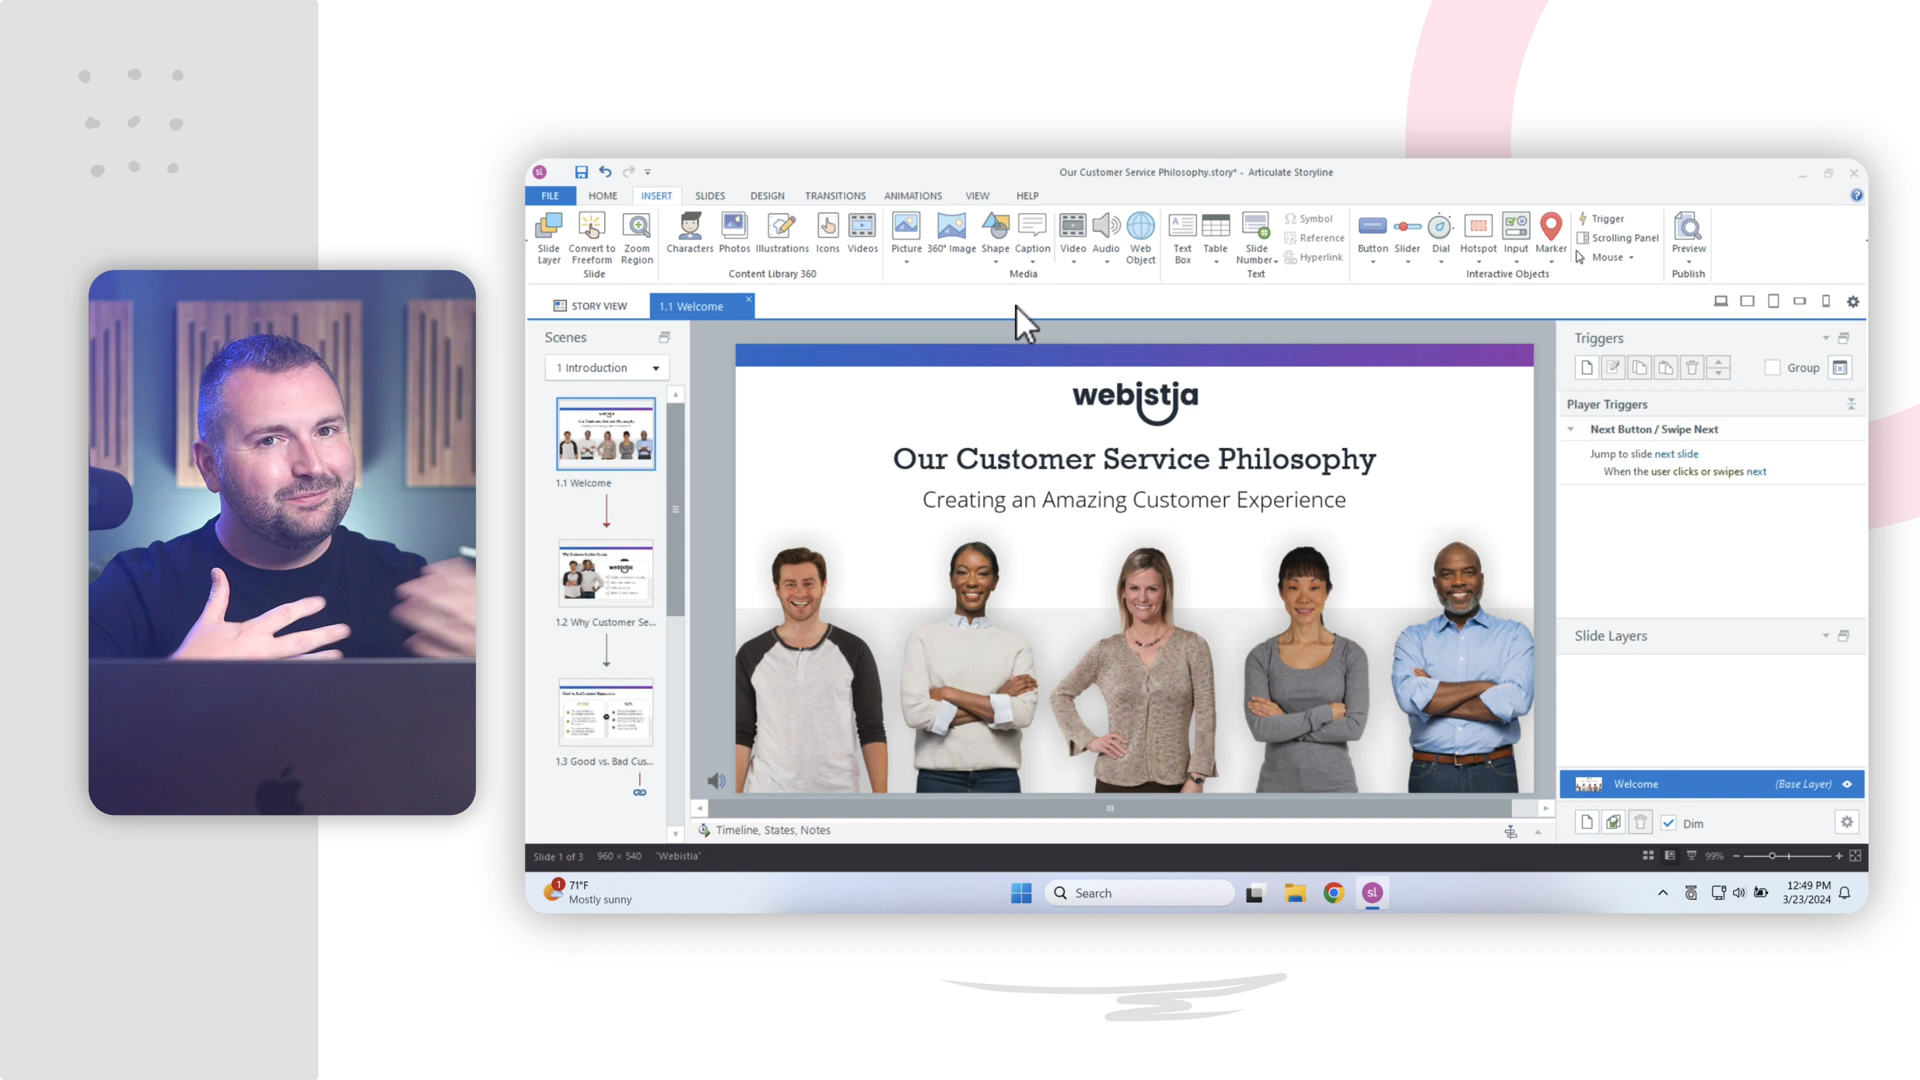 Our Customer Service Philosophy.story* - Articulate Storyline
FILE HOME INSERT SLIDES DESIGN TRANSITIONS ANIMATIONS VIEW HELP
Slide Layer
Convert to Freeform
Zoom Region
Slide
Characters
Photos
Illustrations
Icons
Videos
Content Library 360
Picture
360° Image
Shape
Caption
Video
Audio
Web Object
Media
Text Box
Table
Slide Number
Symbol
Reference
Hyperlink
Text
Button
Slider
Dial
Hotspot
Input
Marker
Trigger
Scrolling Panel
Mouse
Interactive Objects
Preview
Publish
STORY VIEW
1.1 Welcome
Scenes
1 Introduction
1.1 Welcome
1.2 Why Customer Se...
1.3 Good vs. Bad Cus...
webistja
Our Customer Service Philosophy
Creating an Amazing Customer Experience
Timeline, States, Notes
Triggers
Group
Player Triggers
Next Button / Swipe Next
Jump to slide next slide
When the user clicks or swipes next
Slide Layers
Welcome (Base Layer)
Dim
Slide 1 of 3 960 × 540 "Webistia"
99%
1
71°F
Mostly sunny
Search
sl
12:49 PM
3/23/2024